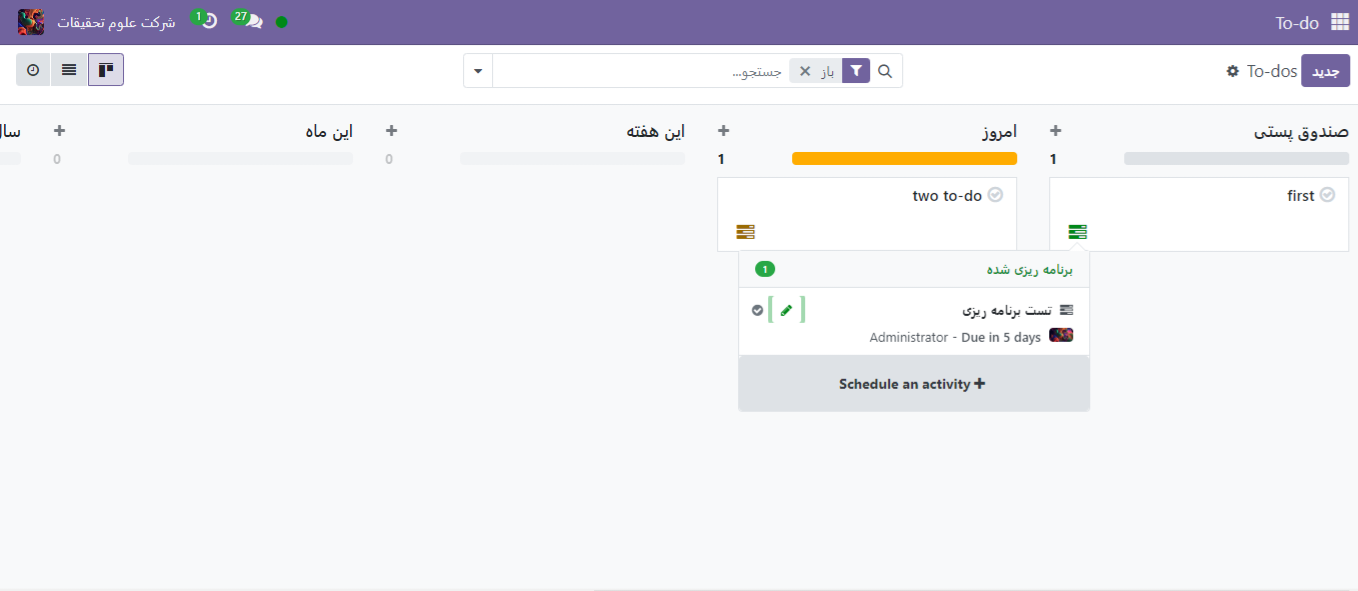 To-do
27
1
شرکت علوم تحقیقات
جدید
To-dos
باز
جستجو...
صندوق پستی
1
امروز
1
این هفته
0
این ماه
0
سال
first
two to-do
برنامه ریزی شده
1
تست برنامه ریزی
Administrator - Due in 5 days
Schedule an activity